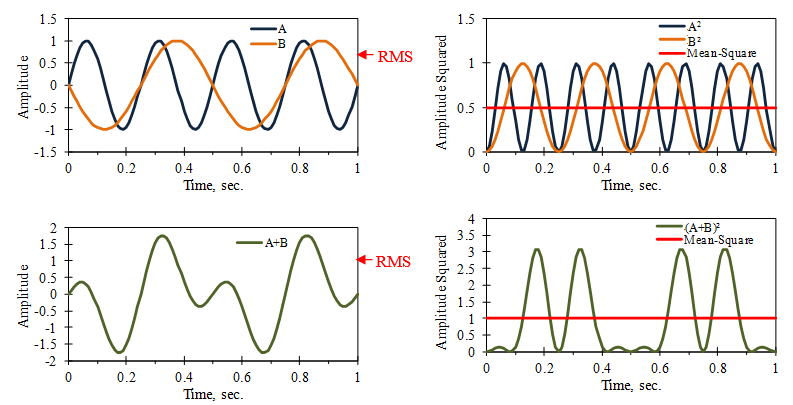 A
B
RMS
Amplitude
1.5
1
0.5
0
-0.5
-1
-1.5
0 0.2 0.4 0.6 0.8 1
Time, sec.
A²
B²
Mean-Square
Amplitude Squared
1.5
1
0.5
0
0 0.2 0.4 0.6 0.8 1
Time, sec.
A+B
RMS
Amplitude
2
1.5
1
0.5
0
-0.5
-1
-1.5
-2
0 0.2 0.4 0.6 0.8 1
Time, sec.
(A+B)²
Mean-Square
Amplitude Squared
4
3.5
3
2.5
2
1.5
1
0.5
0
0 0.2 0.4 0.6 0.8 1
Time, sec.